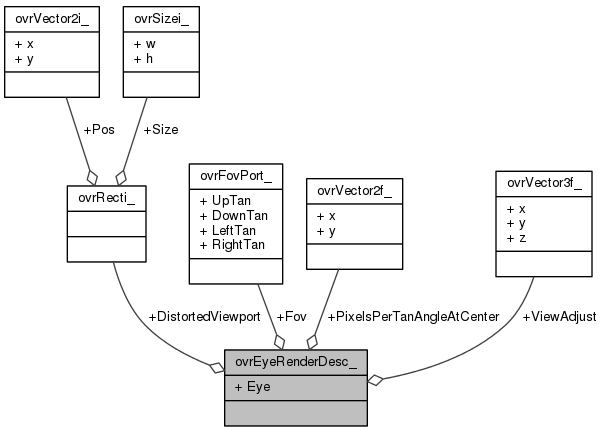 ovrVector2i_
+ x
+ y
ovrSizei_
+ w
+ h
+Pos
+Size
ovrRecti_
ovrFovPort_
+ UpTan
+ DownTan
+ LeftTan
+ RightTan
ovrVector2f_
+ x
+ y
ovrVector3f_
+ x
+ y
+ z
+DistortedViewport
+Fov
+PixelsPerTanAngleAtCenter
+ViewAdjust
ovrEyeRenderDesc_
+ Eye